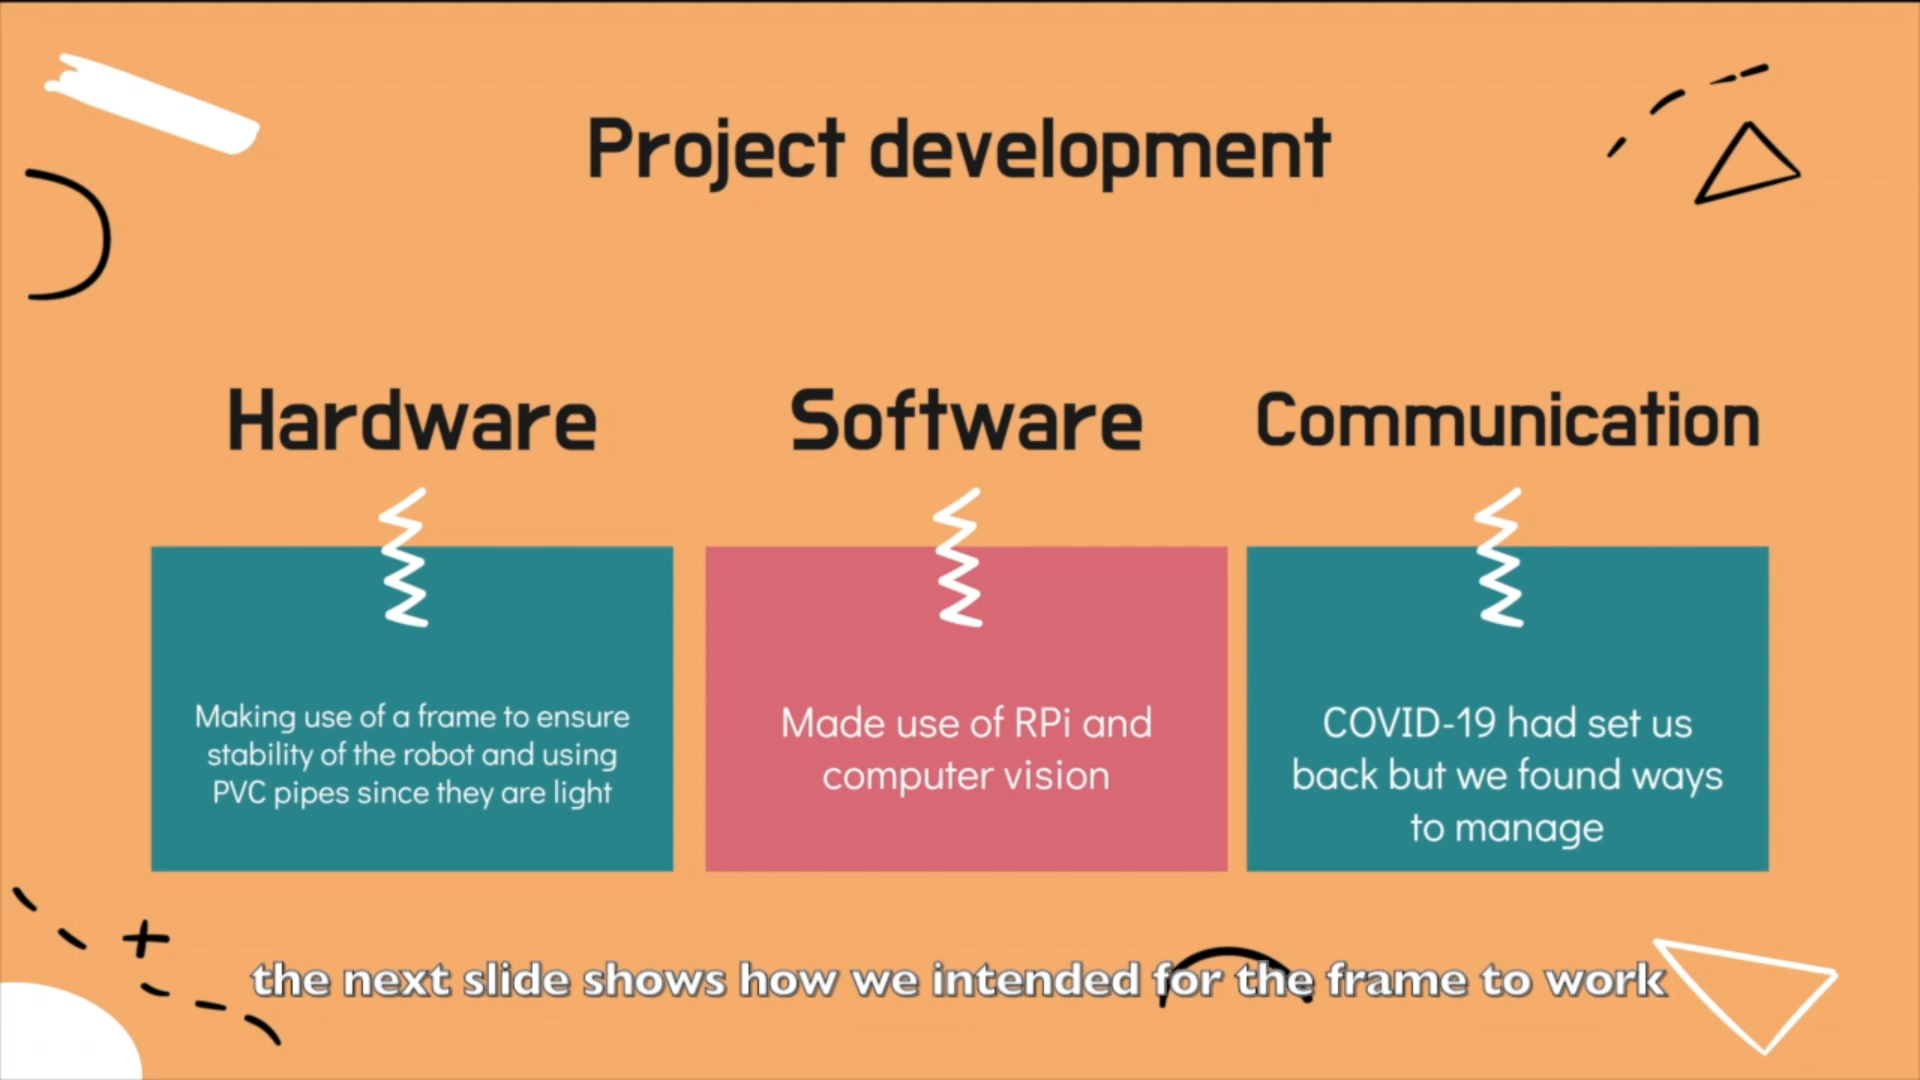 Project development
Hardware
Software
Communication
Making use of a frame to ensure
stability of the robot and using
PVC pipes since they are light
Made use of RPi and
computer vision
COVID-19 had set us
back but we found ways
to manage
the next slide shows how we intended for the frame to work